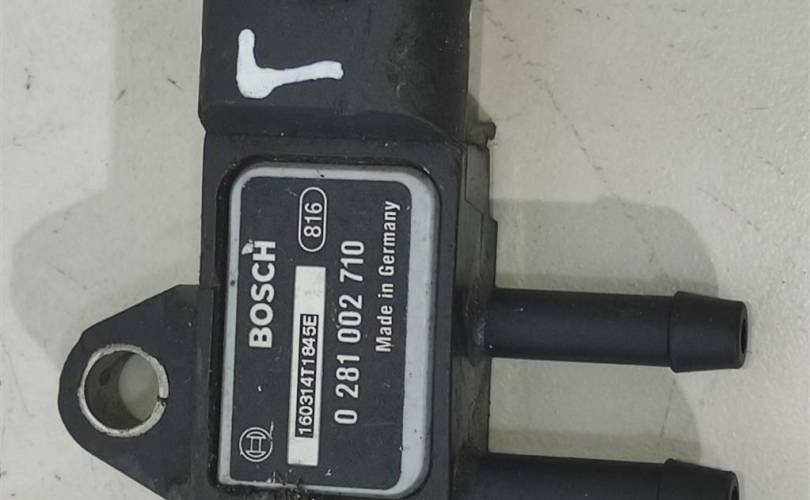 BOSCH
816
160314T1845E
0 281 002 710
Made in Germany